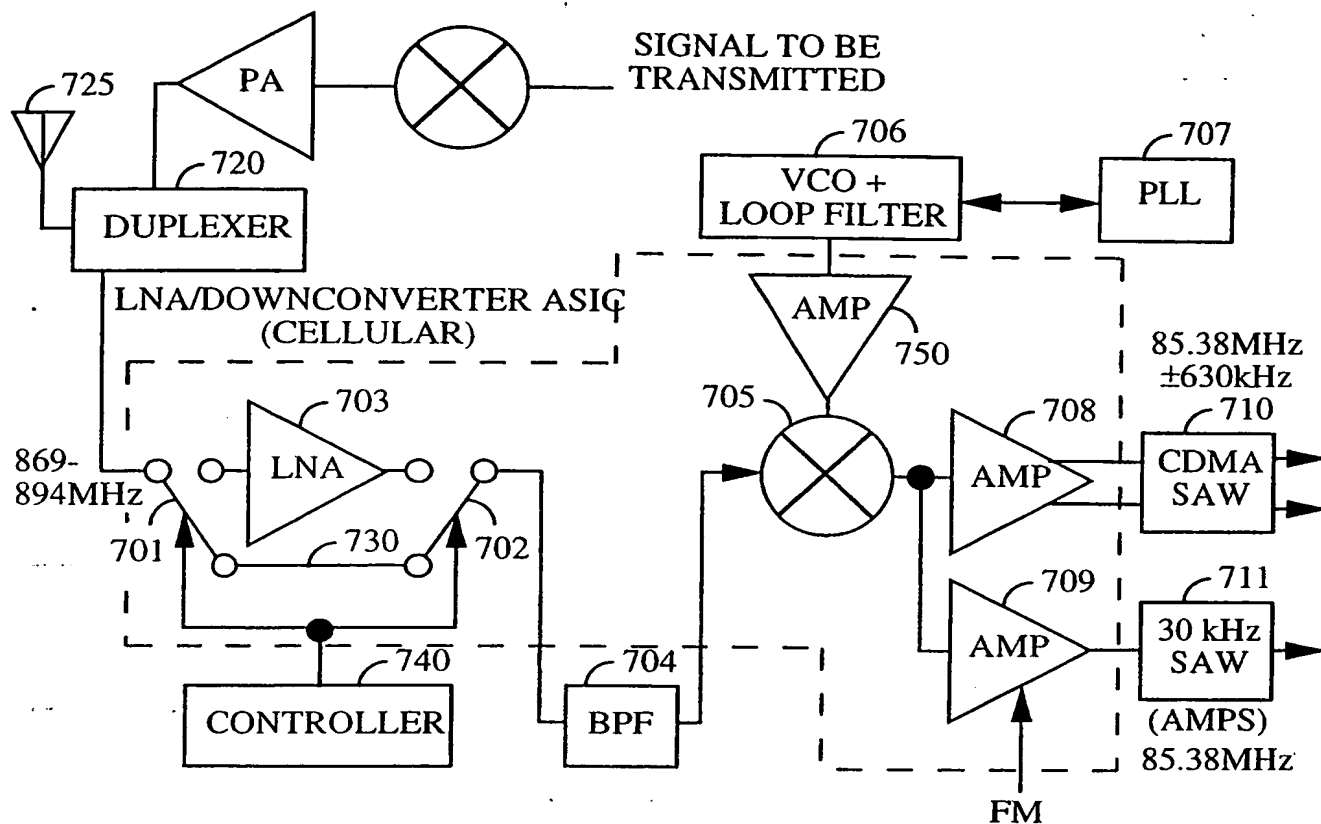 SIGNAL TO BE
TRANSMITTED
PA
725
720
DUPLEXER
706
VCO +
LOOP FILTER
707
PLL
LNA/DOWNCONVERTER ASIC
(CELLULAR)
AMP
750
85.38MHz
±630kHz
703
LNA
705
708
AMP
710
CDMA
SAW
869-
894MHz
701
730
702
709
AMP
711
30 kHz
SAW
740
CONTROLLER
704
BPF
(AMPS)
85.38MHz
FM